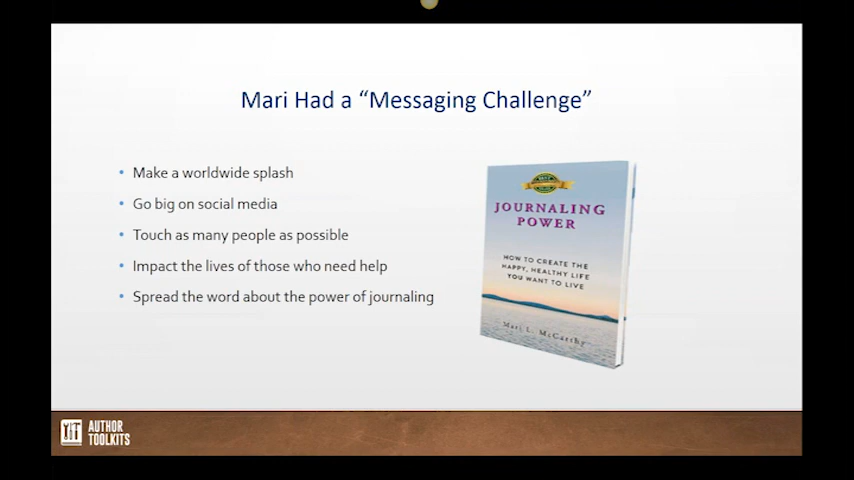 Mari Had a “Messaging Challenge”
• Make a worldwide splash
• Go big on social media
• Touch as many people as possible
• Impact the lives of those who need help
• Spread the word about the power of journaling
JOURNALING
POWER
HOW TO CREATE THE
HAPPY, HEALTHY LIFE
YOU WANT TO LIVE
Mari L. McCarthy
AUTHOR
TOOLKITS